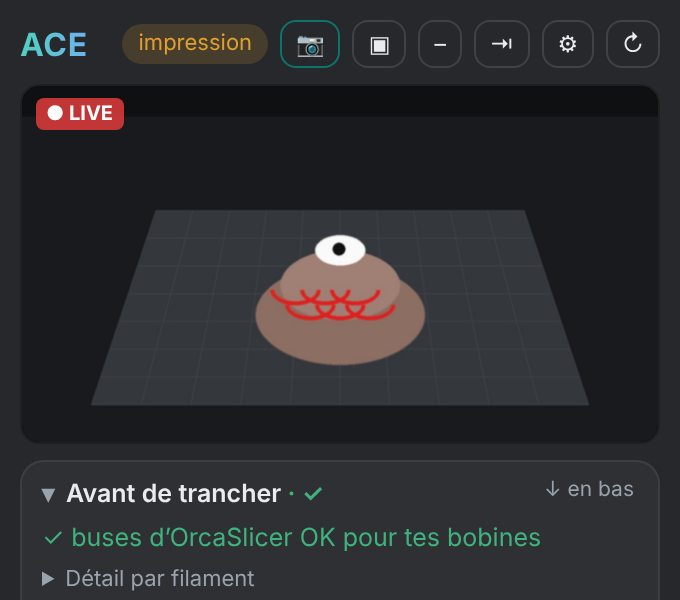 ACE
impression
LIVE
Avant de trancher · ✓
↓ en bas
✓ buses d’OrcaSlicer OK pour tes bobines
Détail par filament